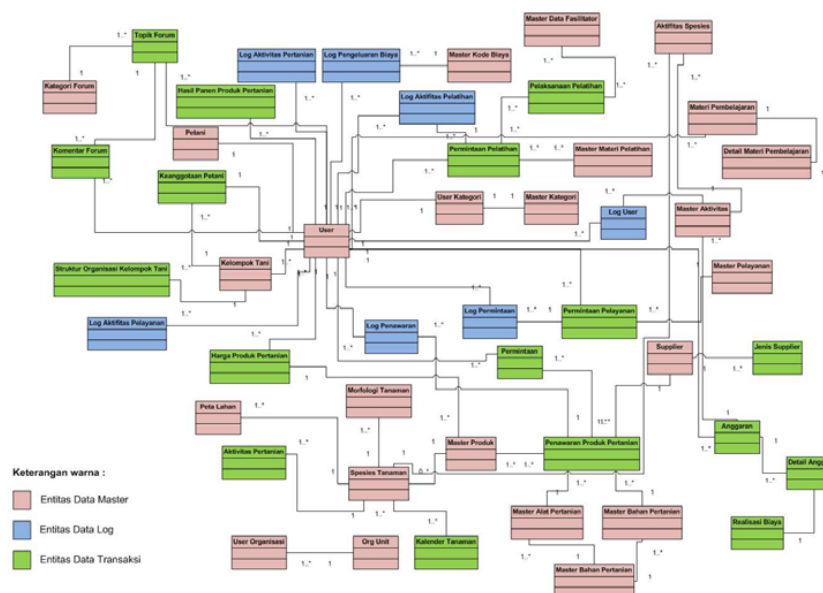 Topik Forum
Master Data Fasilitator
Aktifitas Spesies
Log Aktivitas Pertanian
Log Pengeluaran Biaya
Master Kode Biaya
Kategori Forum
Hasil Panen Produk Pertanian
Log Aktifitas Pelatihan
Pelaksanaan Pelatihan
Materi Pembelajaran
Petani
Komentar Forum
Permintaan Pelatihan
Master Materi Pelatihan
Detail Materi Pembelajaran
Keanggotaan Petani
User Kategori
Master Kategori
Log User
Master Aktivitas
User
Struktur Organisasi Kelompok Tani
Kelompok Tani
Master Pelayanan
Log Aktifitas Pelayanan
Log Penawaran
Log Permintaan
Permintaan Pelayanan
Harga Produk Pertanian
Permintaan
Supplier
Jenis Supplier
Morfologi Tanaman
Peta Lahan
Aktivitas Pertanian
Master Produk
Penawaran Produk Pertanian
Anggaran
Spesies Tanaman
Detail Ang
Keterangan warna :
Entitas Data Master
Entitas Data Log
Entitas Data Transaksi
Master Alat Pertanian
Master Bahan Pertanian
Realisasi Biaya
User Organisasi
Org Unit
Kalender Tanaman
Master Bahan Pertanian